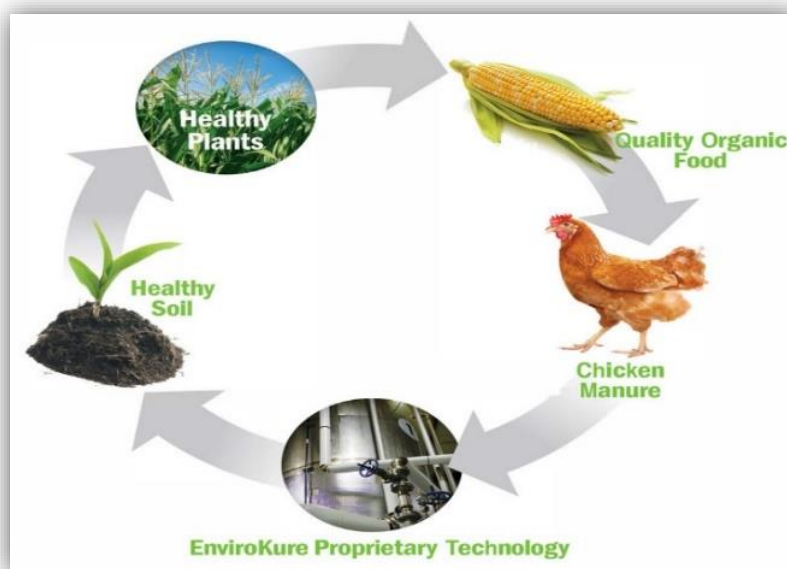 Healthy
Plants
Quality Organic
Food
Healthy
Soil
Chicken
Manure
EnviroKure Proprietary Technology